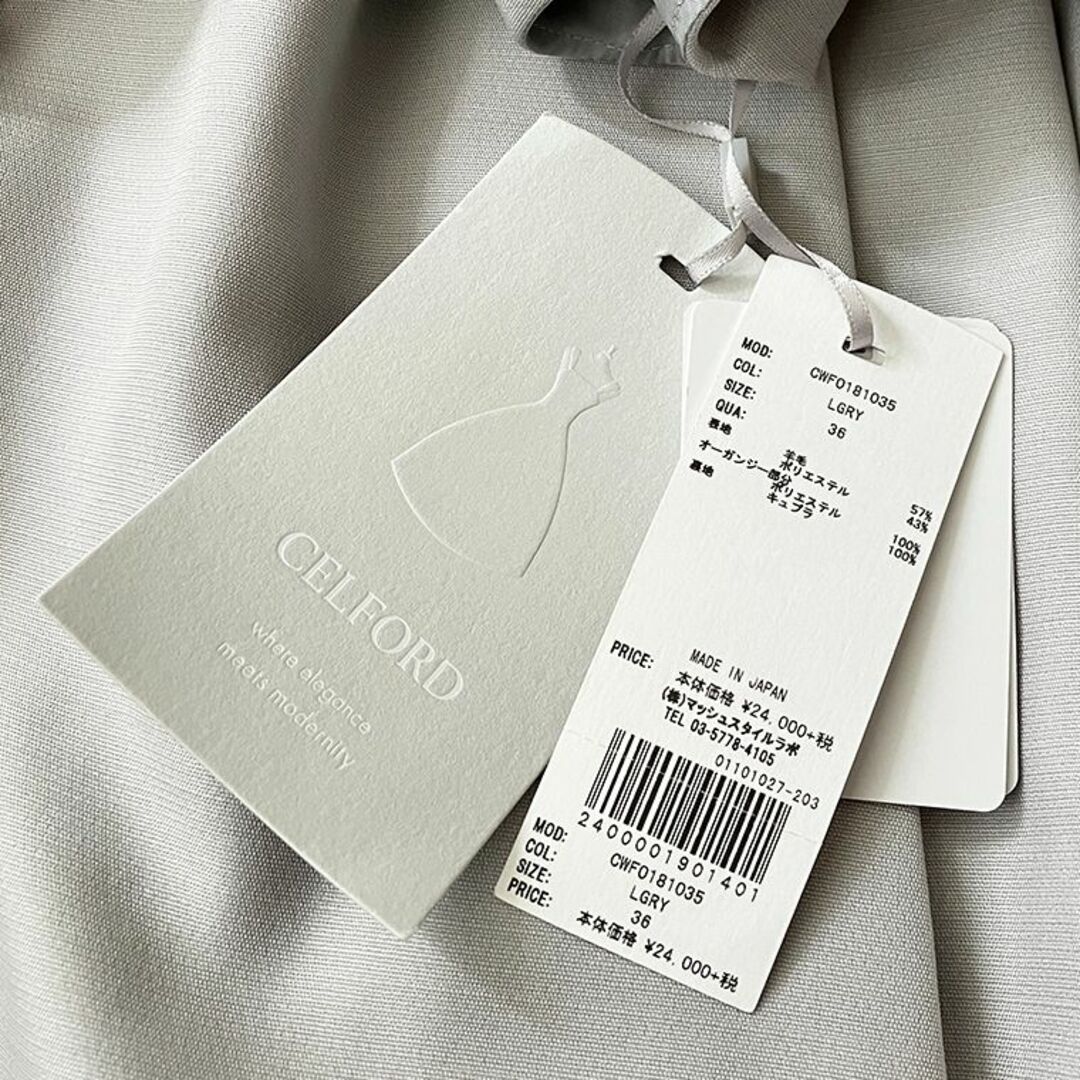 CELFORD
where elegance
meets modernity
MOD: CWFO181035
COL: LGRY
SIZE: 36
QUA:
表地
羊毛 57%
ポリエステル 43%
オーガンジー部分
ポリエステル 100%
裏地 キュプラ 100%
MADE IN JAPAN
PRICE: 本体価格 ¥24,000+税
(株)マッシュスタイルラボ
TEL 03-5778-4105
01101027-203
2400001901401
MOD: CWFO181035
COL: LGRY
SIZE: 36
PRICE: 本体価格 ¥24,000+税